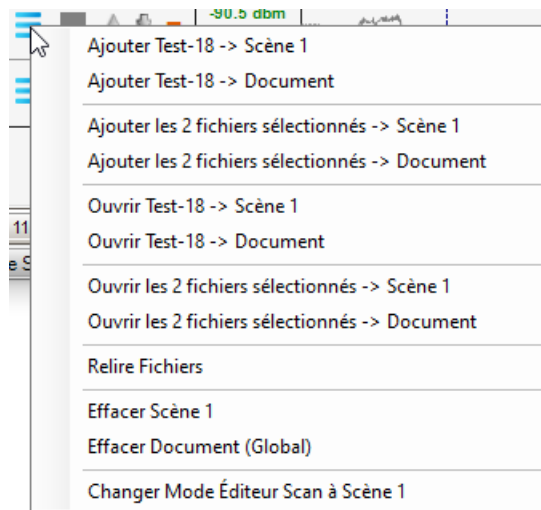 -90.5 dbm
Ajouter Test-18 -> Scène 1
Ajouter Test-18 -> Document
Ajouter les 2 fichiers sélectionnés -> Scène 1
Ajouter les 2 fichiers sélectionnés -> Document
Ouvrir Test-18 -> Scène 1
11
Ouvrir Test-18 -> Document
e S
Ouvrir les 2 fichiers sélectionnés -> Scène 1
Ouvrir les 2 fichiers sélectionnés -> Document
Relire Fichiers
Effacer Scène 1
Effacer Document (Global)
Changer Mode Éditeur Scan à Scène 1